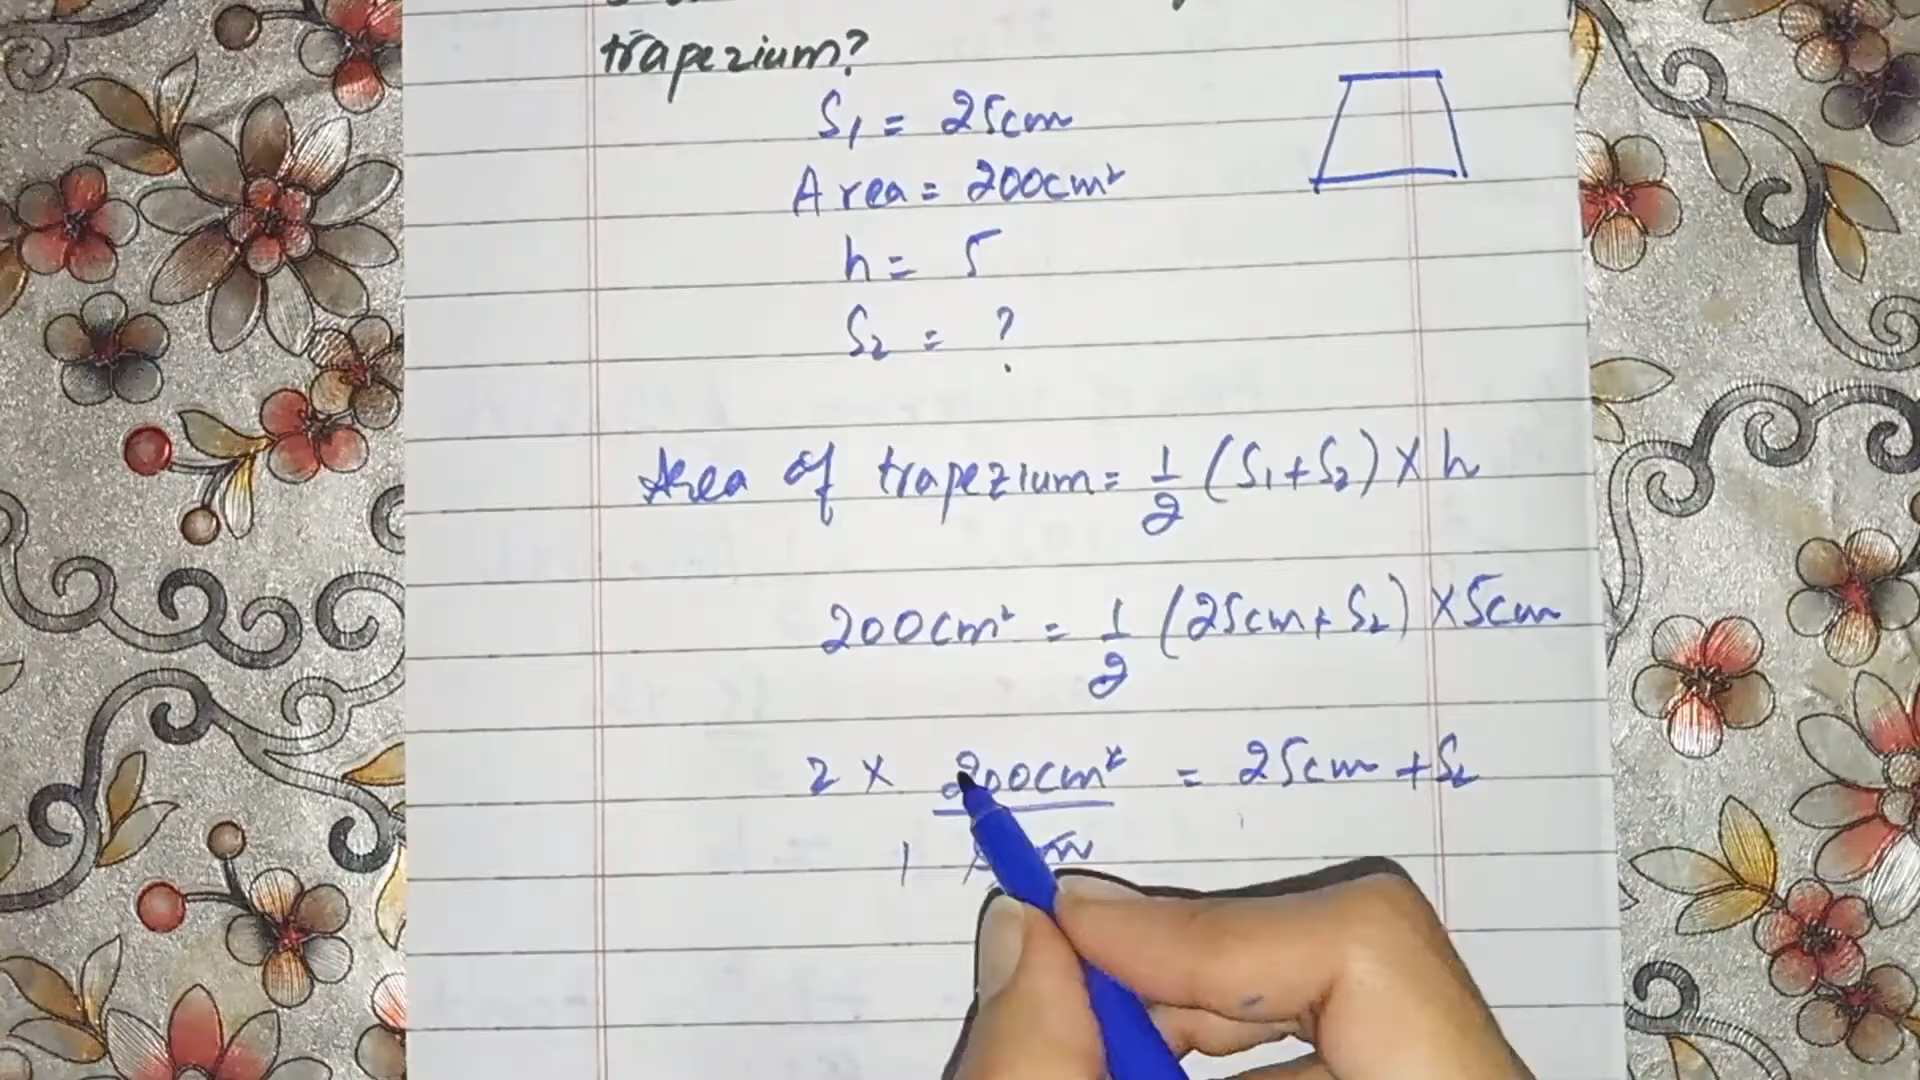 trapezium?
S₁ = 25cm
Area = 200cm²
h = 5
S₂ = ?
Area of trapezium = 1/2 (S₁+S₂) × h
200cm² = 1/2 (25cm + S₂) × 5cm
2 × 200cm² = 25cm + S₂
1